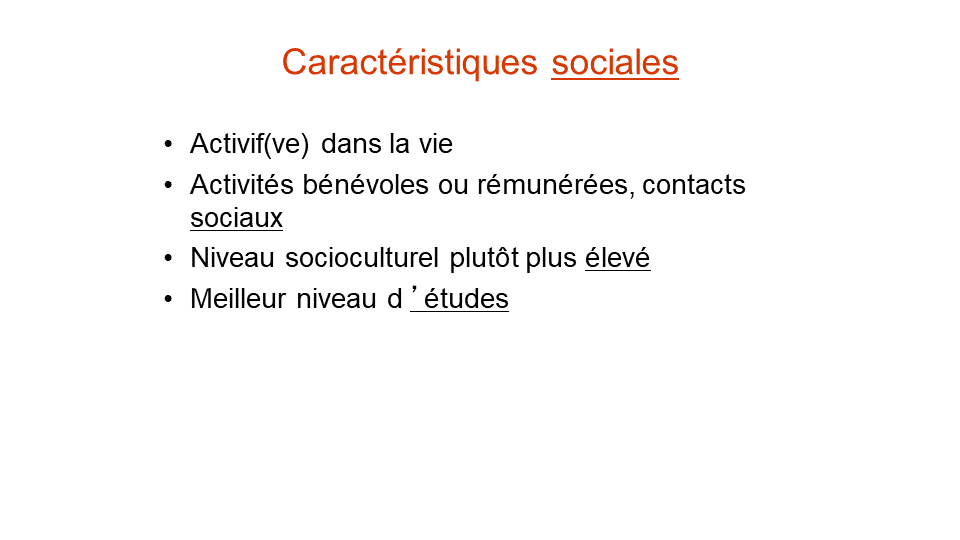 Caractéristiques sociales
• Activif(ve) dans la vie
• Activités bénévoles ou rémunérées, contacts
sociaux
• Niveau socioculturel plutôt plus élevé
• Meilleur niveau d ’ études